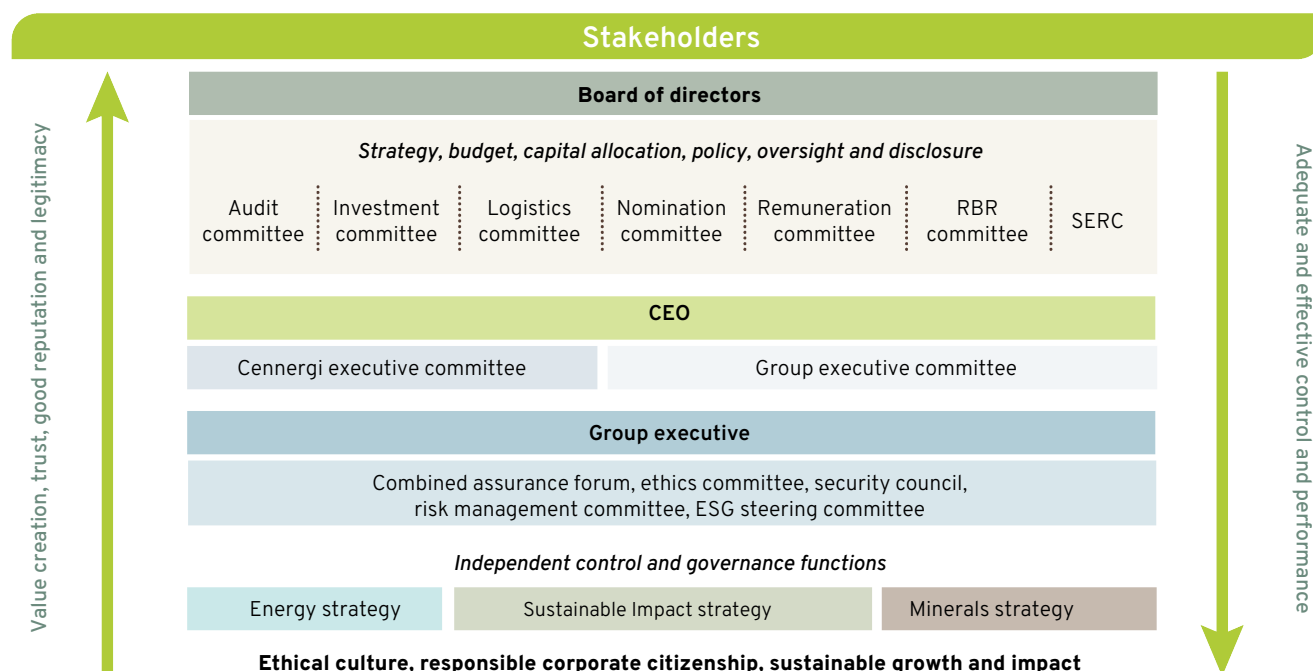 Stakeholders
Value creation, trust, good reputation and legitimacy
Board of directors
Strategy, budget, capital allocation, policy, oversight and disclosure
Audit
committee
Investment
committee
Logistics
committee
Nomination
committee
Remuneration
committee
RBR
committee
SERC
CEO
Cennergi executive committee
Group executive committee
Group executive
Combined assurance forum, ethics committee, security council,
risk management committee, ESG steering committee
Independent control and governance functions
Energy strategy
Sustainable Impact strategy
Minerals strategy
Ethical culture, responsible corporate citizenship, sustainable growth and impact
Adequate and effective control and performance